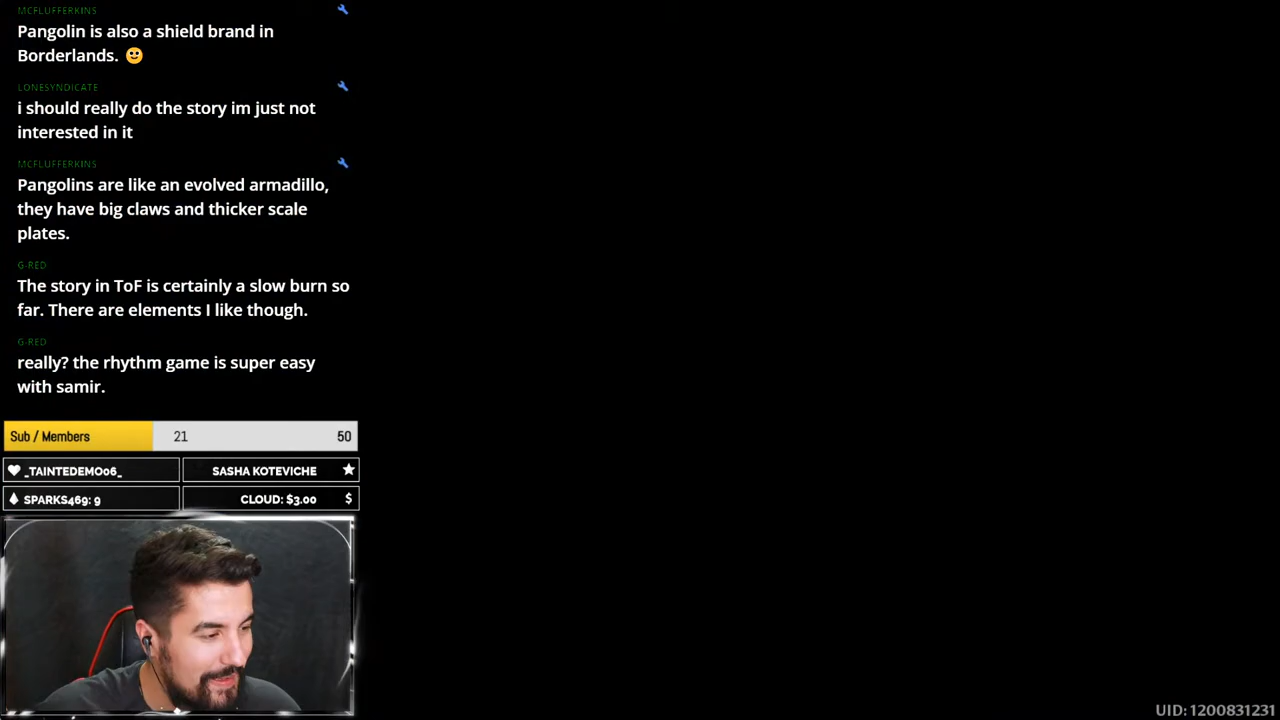 MCFLUFFERKINS
Pangolin is also a shield brand in
Borderlands. 🙂
LONESYNDICATE
i should really do the story im just not
interested in it
MCFLUFFERKINS
Pangolins are like an evolved armadillo,
they have big claws and thicker scale
plates.
G-RED
The story in ToF is certainly a slow burn so
far. There are elements I like though.
G-RED
really? the rhythm game is super easy
with samir.
Sub / Members 21 50
_TAINTEDEMO06_ SASHA KOTEVICHE
SPARKS469: 9 CLOUD: $3.00 $
UID: 1200831231